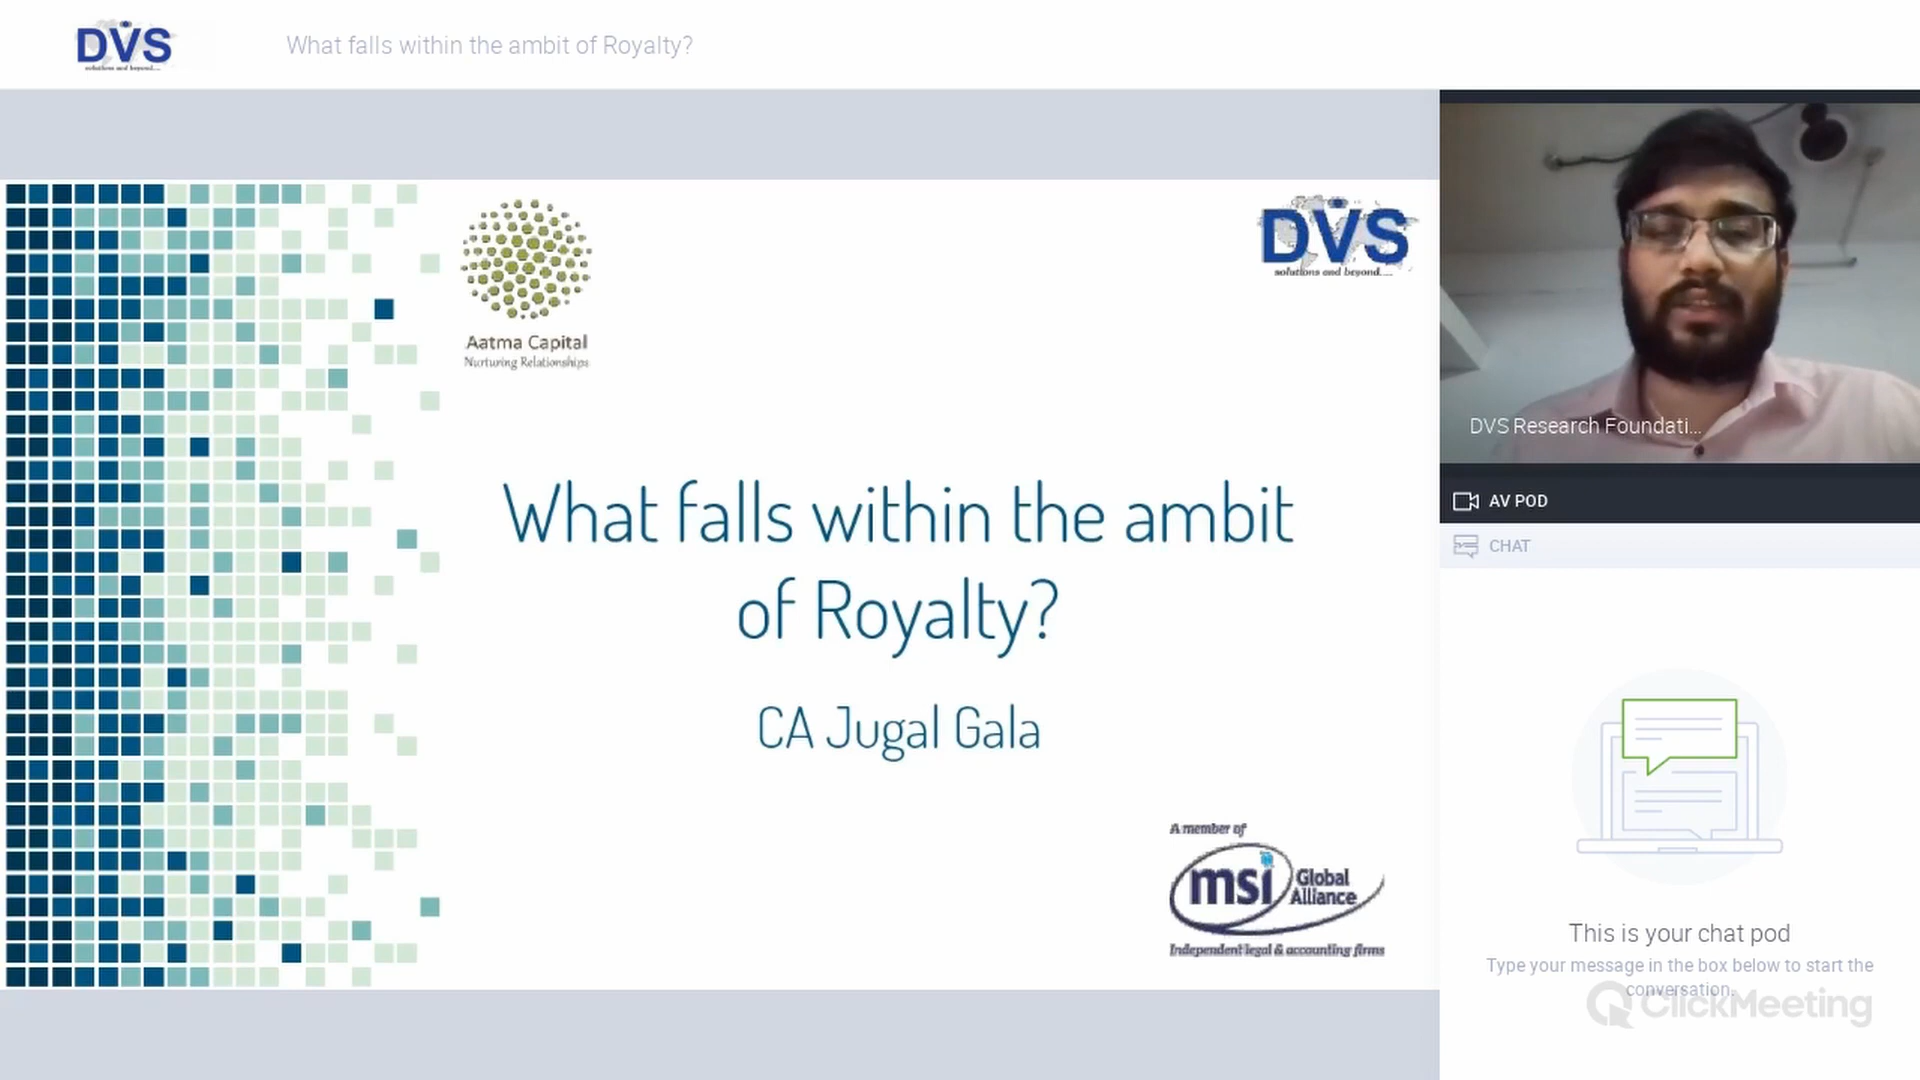 DVS
solutions and beyond....
What falls within the ambit of Royalty?
Aatma Capital
Nurturing Relationships
DVS
solutions and beyond....
What falls within the ambit
of Royalty?
CA Jugal Gala
A member of
msi Global
Alliance
Independent legal & accounting firms
DVS Research Foundati...
AV POD
CHAT
This is your chat pod
Type your message in the box below to start the
conversation.
ClickMeeting